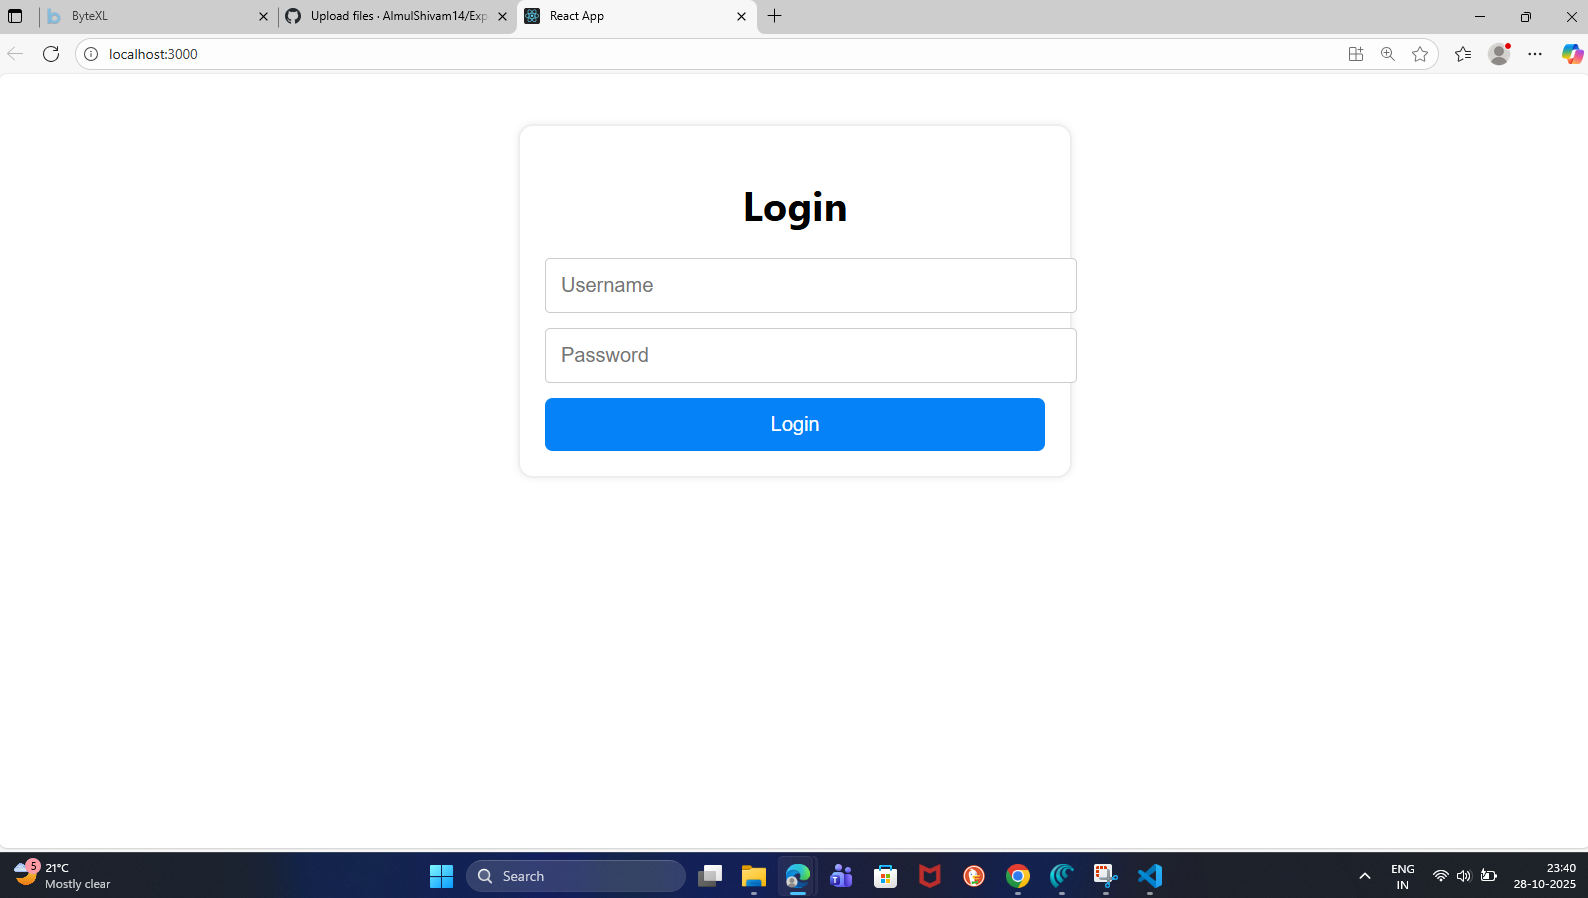 ByteXL
Upload files · AlmulShivam14/Exp
React App
localhost:3000
Login
Username
Password
Login
5
21°C
Mostly clear
Search
ENG
IN
23:40
28-10-2025